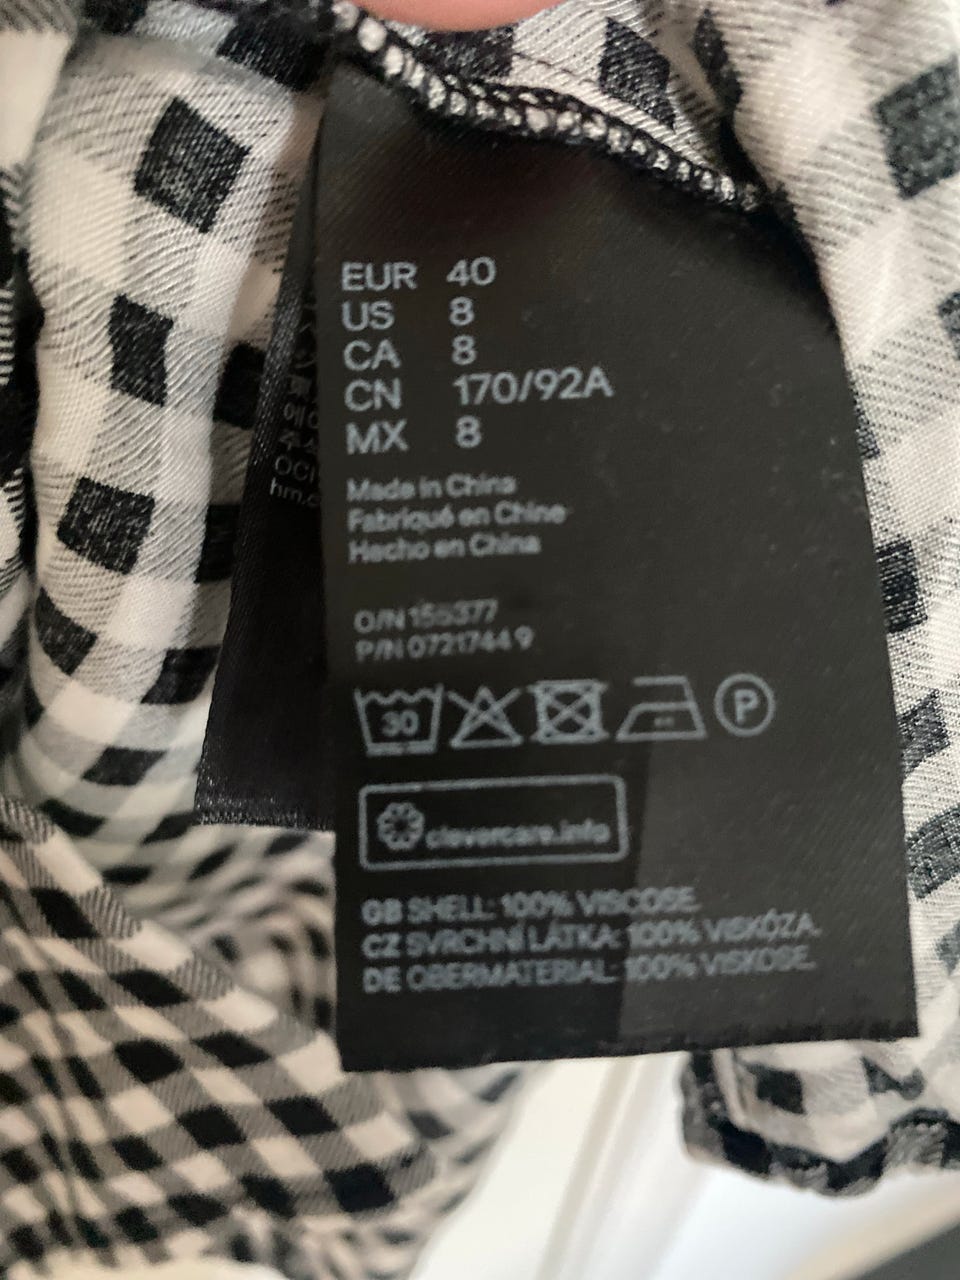 EUR 40
US 8
CA 8
CN 170/92A
MX 8
Made in China
Fabriqué en Chine
Hecho en China
O/N 155377
P/N 0721744 9
30
P
clevercare.info
GB SHELL: 100% VISCOSE.
CZ SVRCHNÍ LÁTKA: 100% VISKÓZA.
DE OBERMATERIAL: 100% VISKOSE.